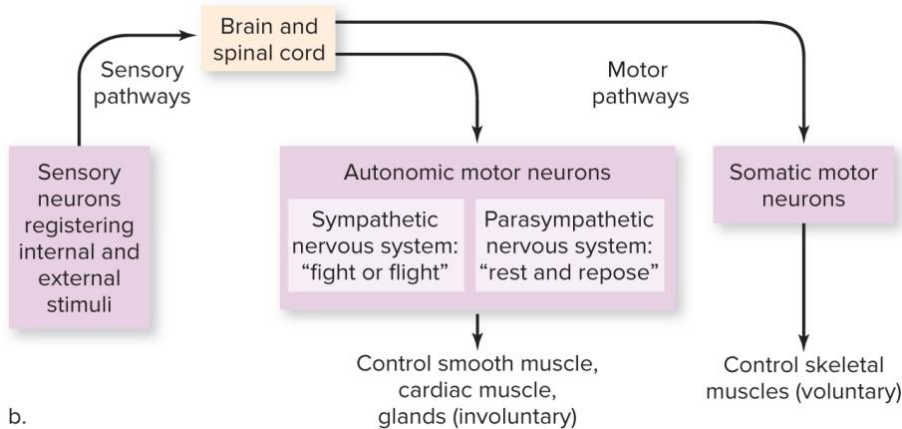 Brain and
spinal cord
Sensory
pathways
Motor
pathways
Sensory
neurons
registering
internal and
external
stimuli
Autonomic motor neurons
Sympathetic
nervous system:
“fight or flight”
Parasympathetic
nervous system:
“rest and repose”
Somatic motor
neurons
Control smooth muscle,
cardiac muscle,
glands (involuntary)
Control skeletal
muscles (voluntary)
b.